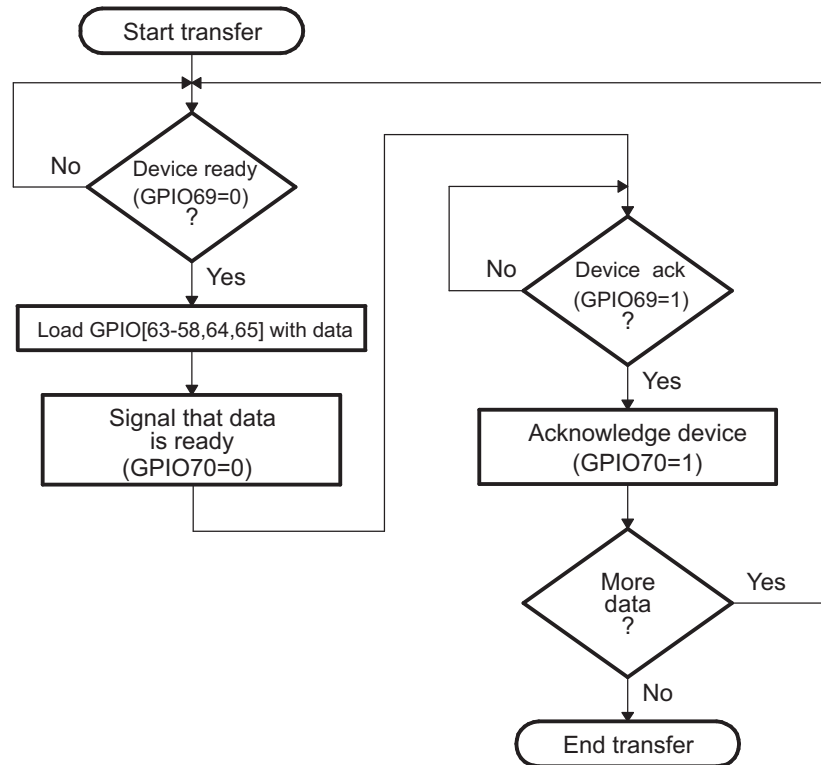 Start transfer
No
Device ready
(GPIO69=0)
?
Yes
Load GPIO[63-58,64,65] with data
Signal that data
is ready
(GPIO70=0)
No
Device ack
(GPIO69=1)
?
Yes
Acknowledge device
(GPIO70=1)
More
data
?
Yes
No
End transfer